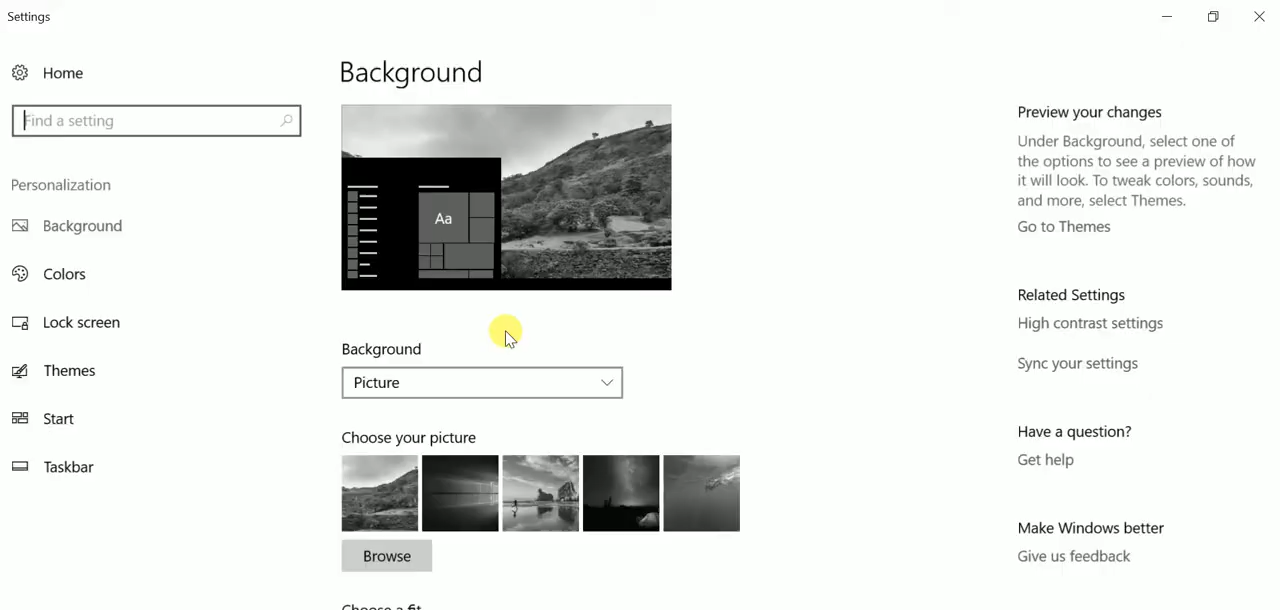 Settings
Home
Find a setting
Personalization
Background
Colors
Lock screen
Themes
Start
Taskbar
Background
Aa
Background
Picture
Choose your picture
Browse
Choose a fit
Preview your changes
Under Background, select one of
the options to see a preview of how
it will look. To tweak colors, sounds,
and more, select Themes.
Go to Themes
Related Settings
High contrast settings
Sync your settings
Have a question?
Get help
Make Windows better
Give us feedback